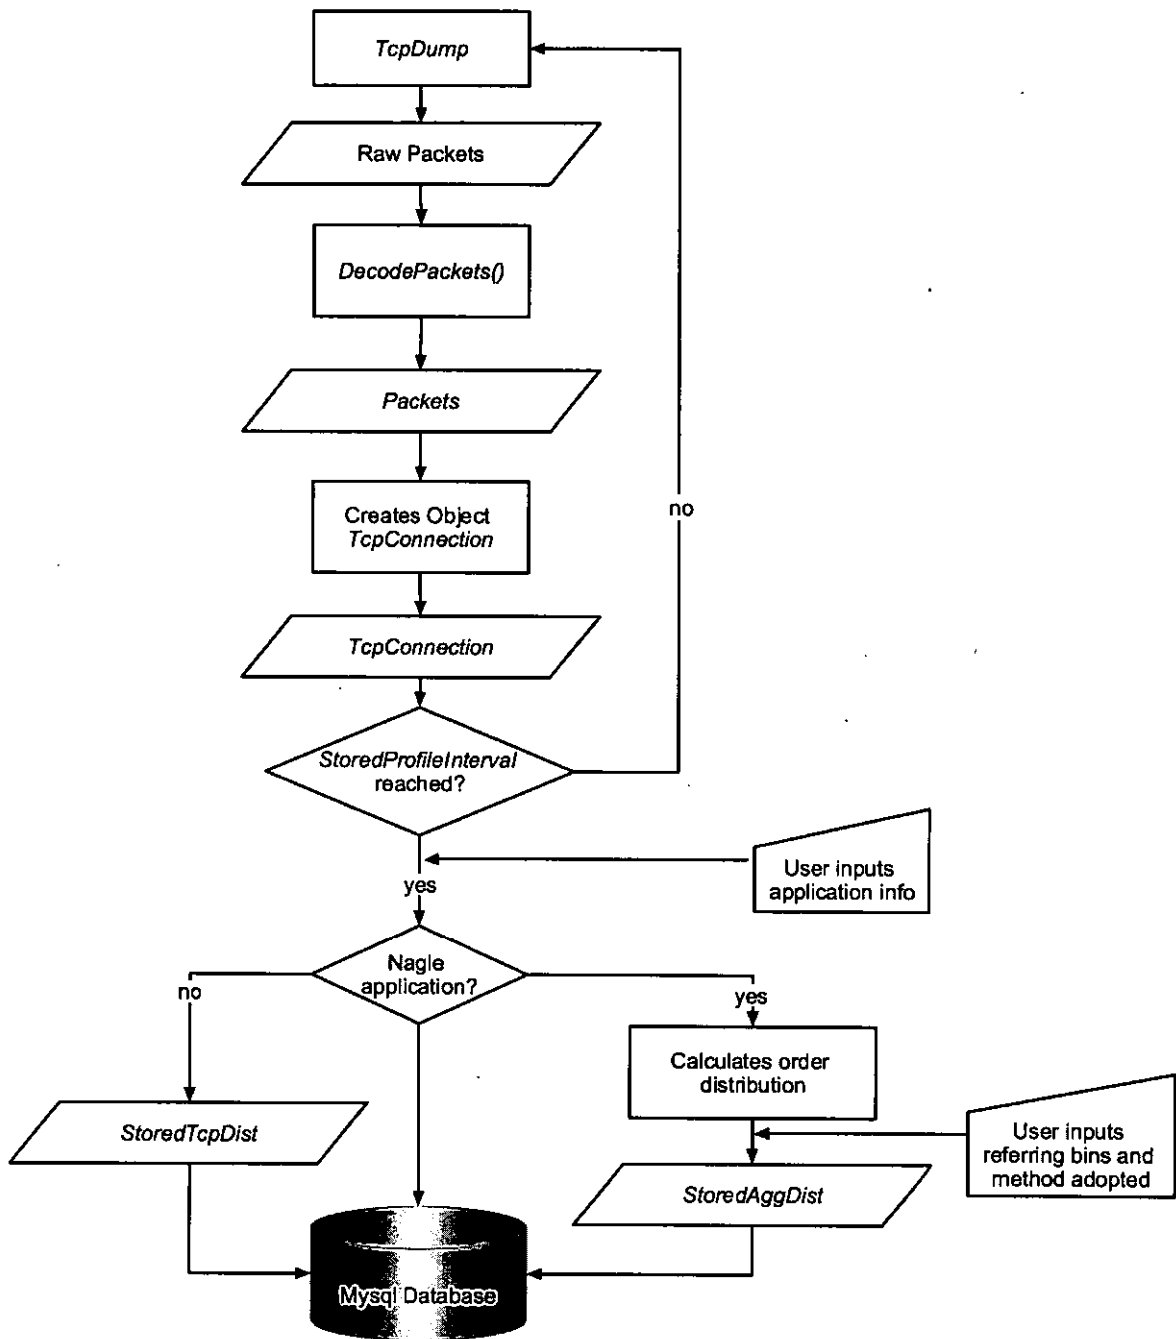 TcpDump
Raw Packets
DecodePackets()
Packets
no
Creates Object
TcpConnection
TcpConnection
StoredProfileInterval
reached?
User inputs
application info
yes
Nagle
application?
no
yes
Calculates order
distribution
StoredTcpDist
User inputs
referring bins and
method adopted
StoredAggDist
Mysql Database